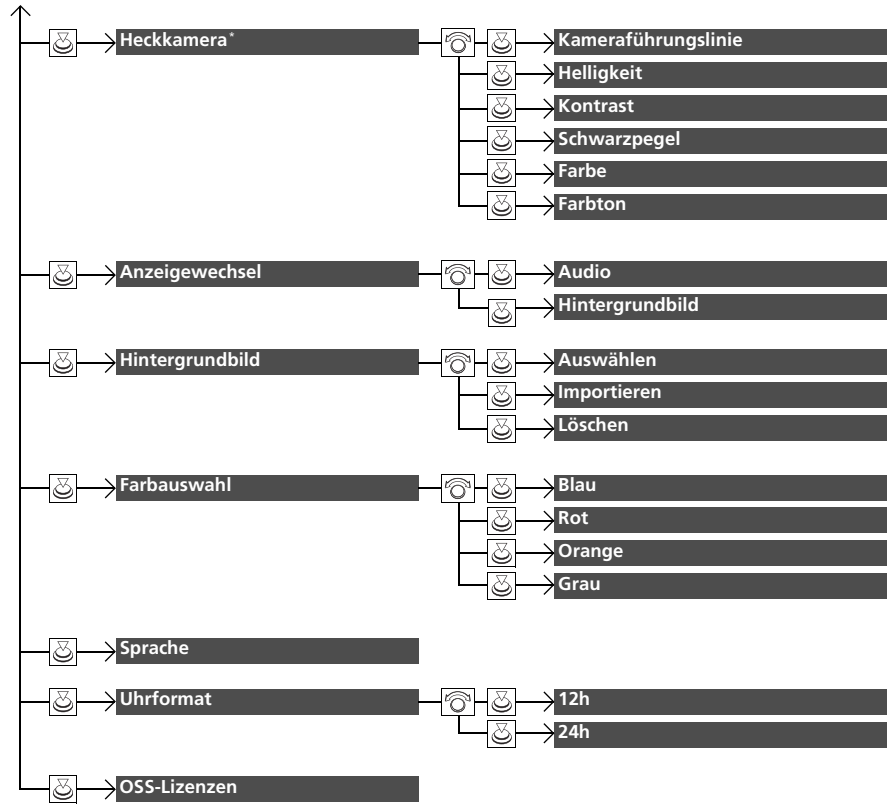 Heckkamera*
Kameraführungslinie
Helligkeit
Kontrast
Schwarzpegel
Farbe
Farbton
Anzeigewechsel
Audio
Hintergrundbild
Hintergrundbild
Auswählen
Importieren
Löschen
Farbauswahl
Blau
Rot
Orange
Grau
Sprache
Uhrformat
12h
24h
OSS-Lizenzen